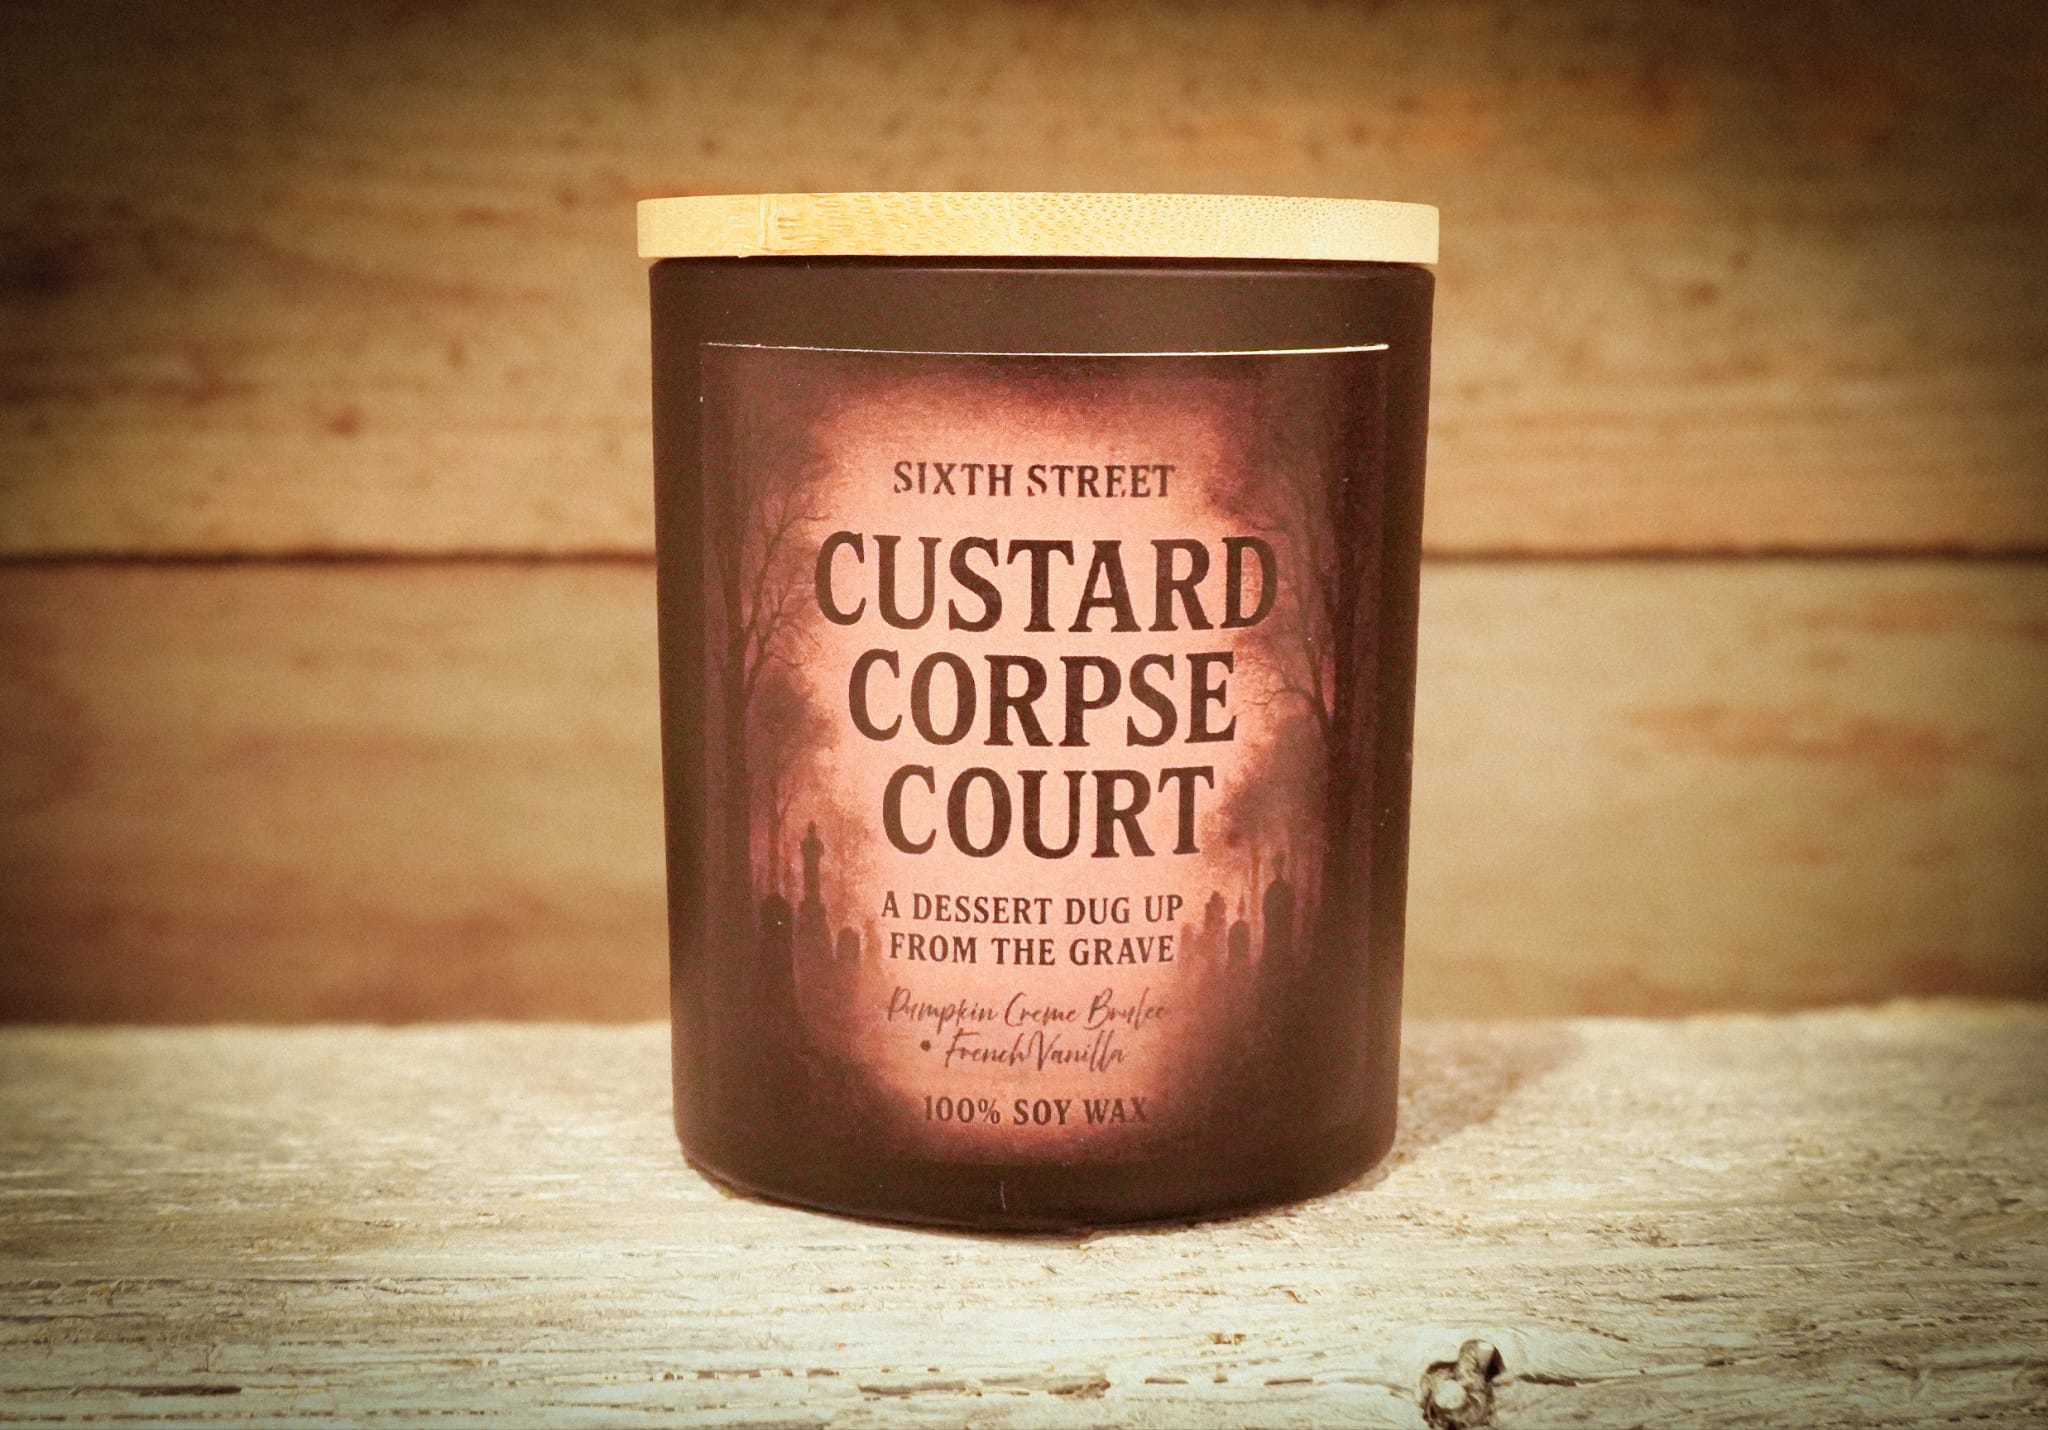 SIXTH STREET
CUSTARD
CORPSE
COURT
A DESSERT DUG UP
FROM THE GRAVE
Pumpkin Creme Brulee
• French Vanilla
100% SOY WAX